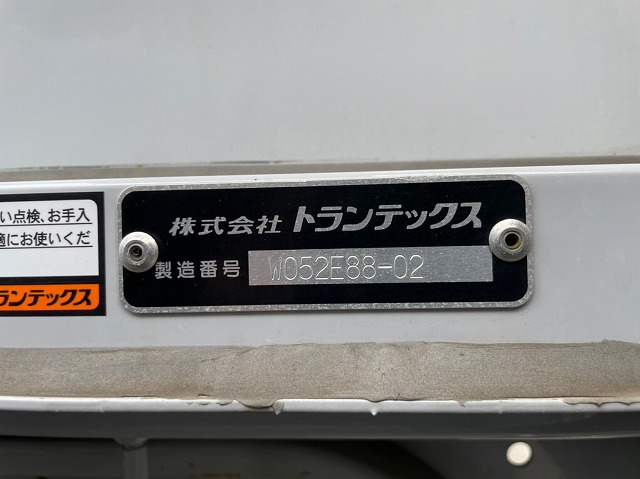 い点検、お手入
適にお使いくだ
ランテックス
株式会社 トランテックス
製造番号 W052E88-02